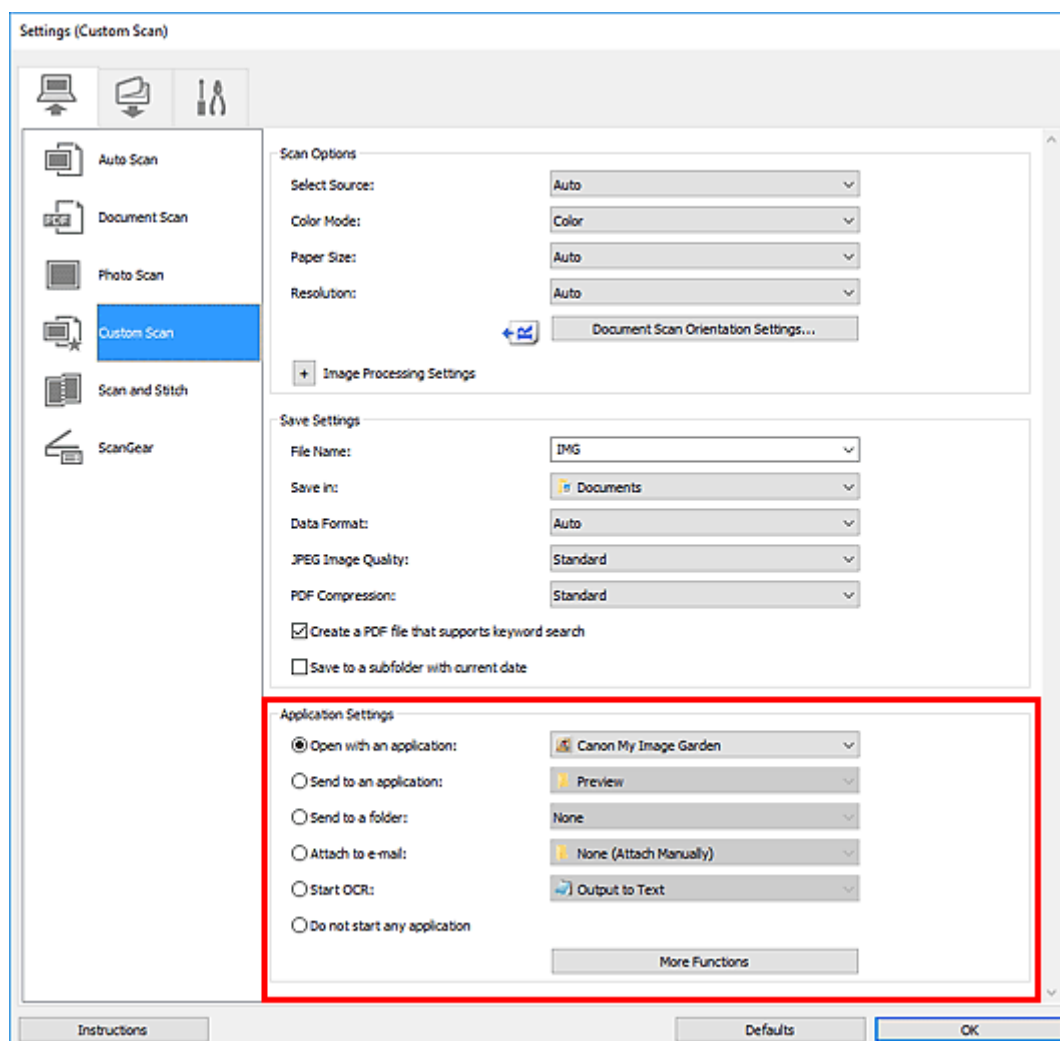 Settings (Custom Scan)
Auto Scan
Document Scan
Photo Scan
Custom Scan
Scan and Stitch
ScanGear
Scan Options
Select Source: Auto
Color Mode: Color
Paper Size: Auto
Resolution: Auto
Document Scan Orientation Settings...
+ Image Processing Settings
Save Settings
File Name: IMG
Save in: Documents
Data Format: Auto
JPEG Image Quality: Standard
PDF Compression: Standard
Create a PDF file that supports keyword search
Save to a subfolder with current date
Application Settings
Open with an application: Canon My Image Garden
Send to an application: Preview
Send to a folder: None
Attach to e-mail: None (Attach Manually)
Start OCR: Output to Text
Do not start any application
More Functions
Instructions Defaults OK